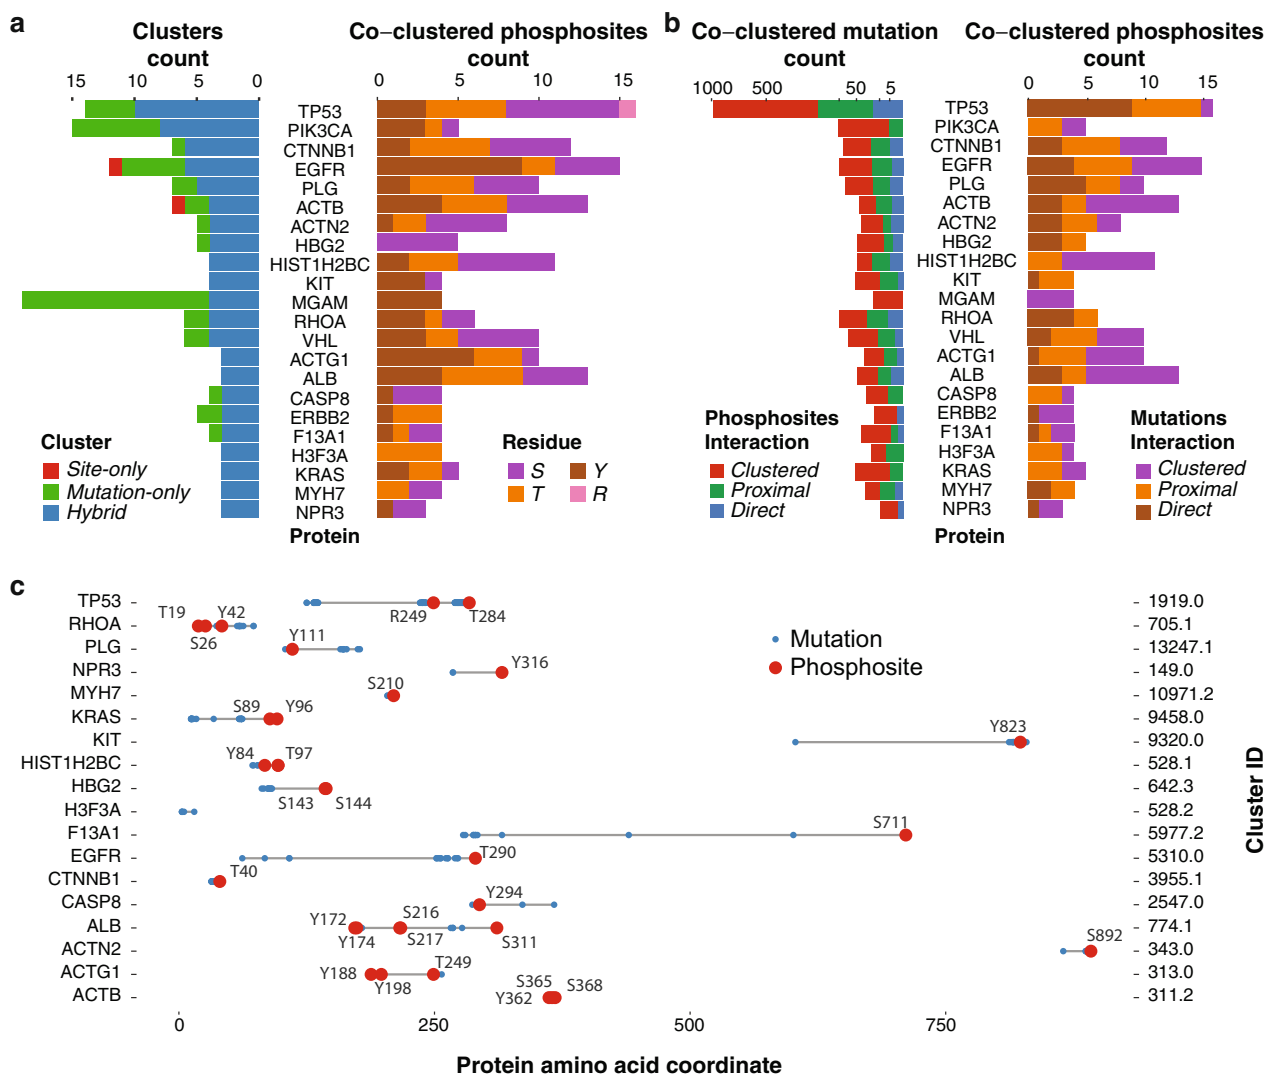 a
Clusters
count
15 10 5 0
Co−clustered phosphosites
count
0 5 10 15
TP53
PIK3CA
CTNNB1
EGFR
PLG
ACTB
ACTN2
HBG2
HIST1H2BC
KIT
MGAM
RHOA
VHL
ACTG1
ALB
CASP8
ERBB2
F13A1
H3F3A
KRAS
MYH7
NPR3
Protein
Cluster
Site-only
Mutation-only
Hybrid
Residue
S Y
T R
b
Co−clustered mutation
count
1000 5000 50 5
Co−clustered phosphosites
count
0 5 10 15
TP53
PIK3CA
CTNNB1
EGFR
PLG
ACTB
ACTN2
HBG2
HIST1H2BC
KIT
MGAM
RHOA
VHL
ACTG1
ALB
CASP8
ERBB2
F13A1
H3F3A
KRAS
MYH7
NPR3
Protein
Phosphosites
Interaction
Clustered
Proximal
Direct
Mutations
Interaction
Clustered
Proximal
Direct
c
TP53 R249 T284 1919.0
RHOA T19 S26 Y42 705.1
PLG Y111 13247.1
NPR3 Y316 149.0
MYH7 S210 10971.2
KRAS S89 Y96 9458.0
KIT Y823 9320.0
HIST1H2BC Y84 T97 528.1
HBG2 S143 S144 642.3
H3F3A 528.2
F13A1 S711 5977.2
EGFR T290 5310.0
CTNNB1 T40 3955.1
CASP8 Y294 2547.0
ALB Y172 Y174 S216 S217 S311 774.1
ACTN2 S892 343.0
ACTG1 Y188 Y198 T249 313.0
ACTB Y362 S365 S368 311.2
Mutation
Phosphosite
Cluster ID
0 250 500 750
Protein amino acid coordinate